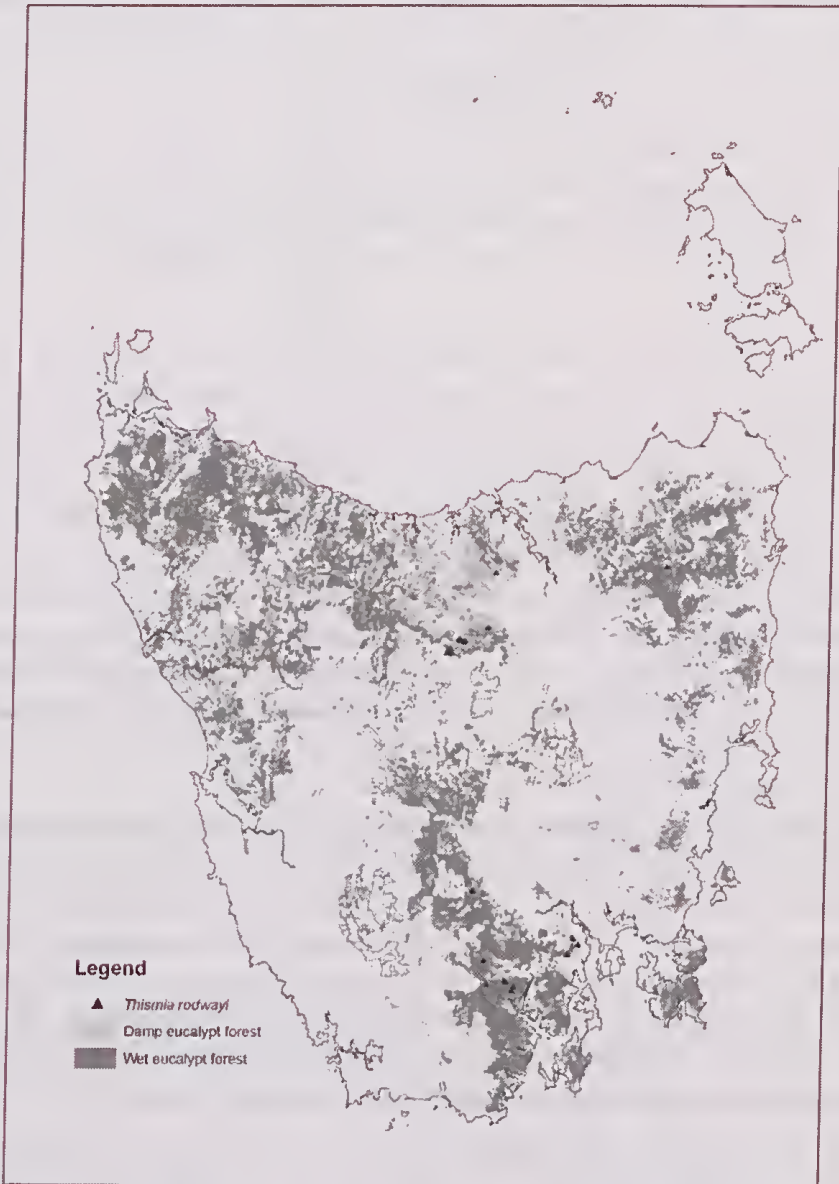 Legend
Thismia rodwayi
Damp eucalypt forest
Wet eucalypt forest